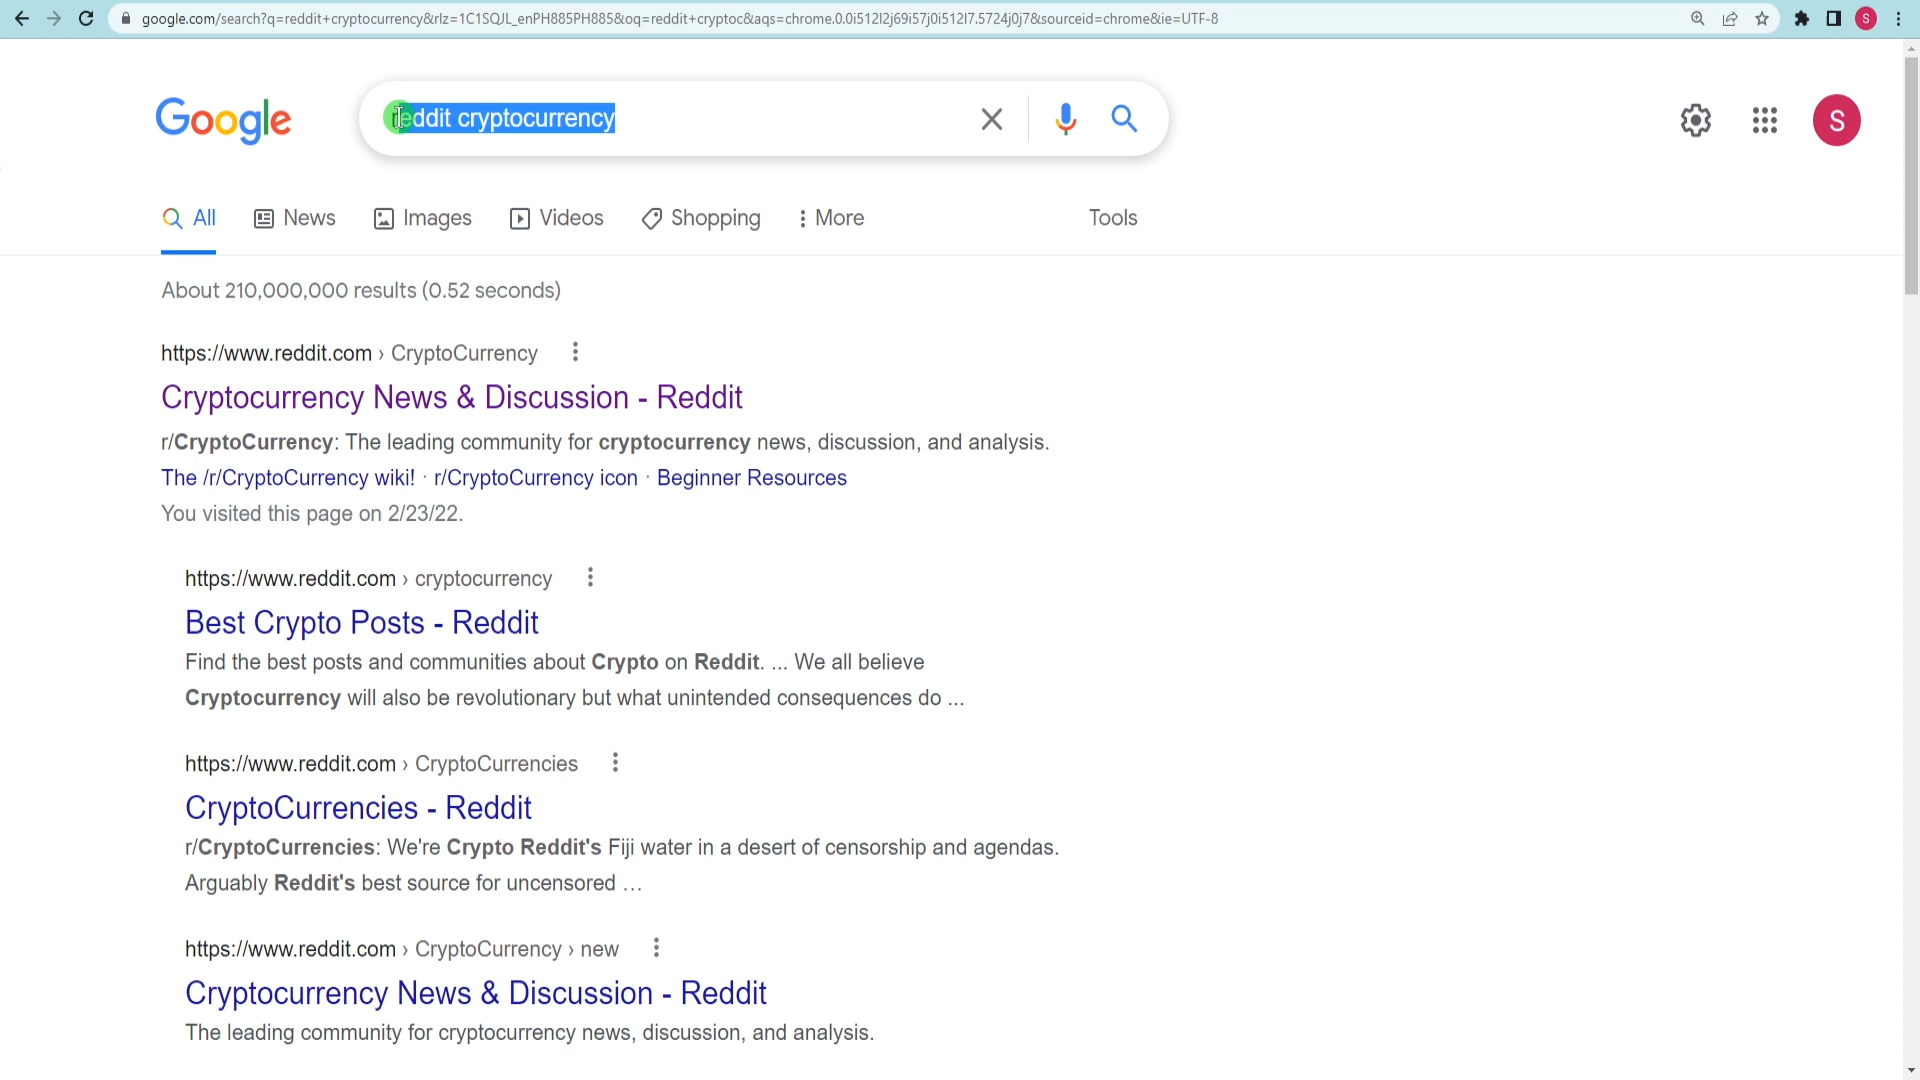 google.com/search?q=reddit+cryptocurrency&rlz=1C1SQJL_enPH885PH885&oq=reddit+cryptoc&aqs=chrome.0.0i512l2j69i57j0i512l7.5724j0j7&sourceid=chrome&ie=UTF-8
S
Google
reddit cryptocurrency
S
All
News
Images
Videos
Shopping
More
Tools
About 210,000,000 results (0.52 seconds)
https://www.reddit.com › CryptoCurrency
Cryptocurrency News & Discussion - Reddit
r/CryptoCurrency: The leading community for cryptocurrency news, discussion, and analysis.
The /r/CryptoCurrency wiki! · r/CryptoCurrency icon · Beginner Resources
You visited this page on 2/23/22.
https://www.reddit.com › cryptocurrency
Best Crypto Posts - Reddit
Find the best posts and communities about Crypto on Reddit. ... We all believe
Cryptocurrency will also be revolutionary but what unintended consequences do ...
https://www.reddit.com › CryptoCurrencies
CryptoCurrencies - Reddit
r/CryptoCurrencies: We're Crypto Reddit's Fiji water in a desert of censorship and agendas.
Arguably Reddit's best source for uncensored …
https://www.reddit.com › CryptoCurrency › new
Cryptocurrency News & Discussion - Reddit
The leading community for cryptocurrency news, discussion, and analysis.